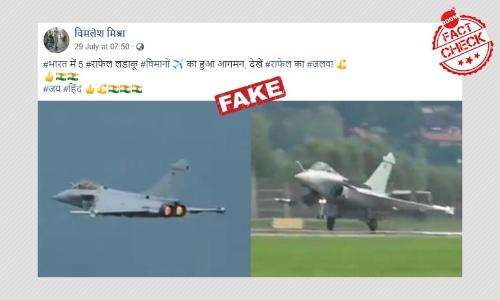 विमलेश मिश्रा
29 July at 07:50
#भारत में 5 #राफेल लडाकू #विमानों ✈️ का हुआ आगमन, देखें #राफेल का #जलवा 💪
👍🇮🇳🇮🇳
#जय #हिंद 👍💪🇮🇳🇮🇳🇮🇳
FAKE
BOOM
FACT
CHECK